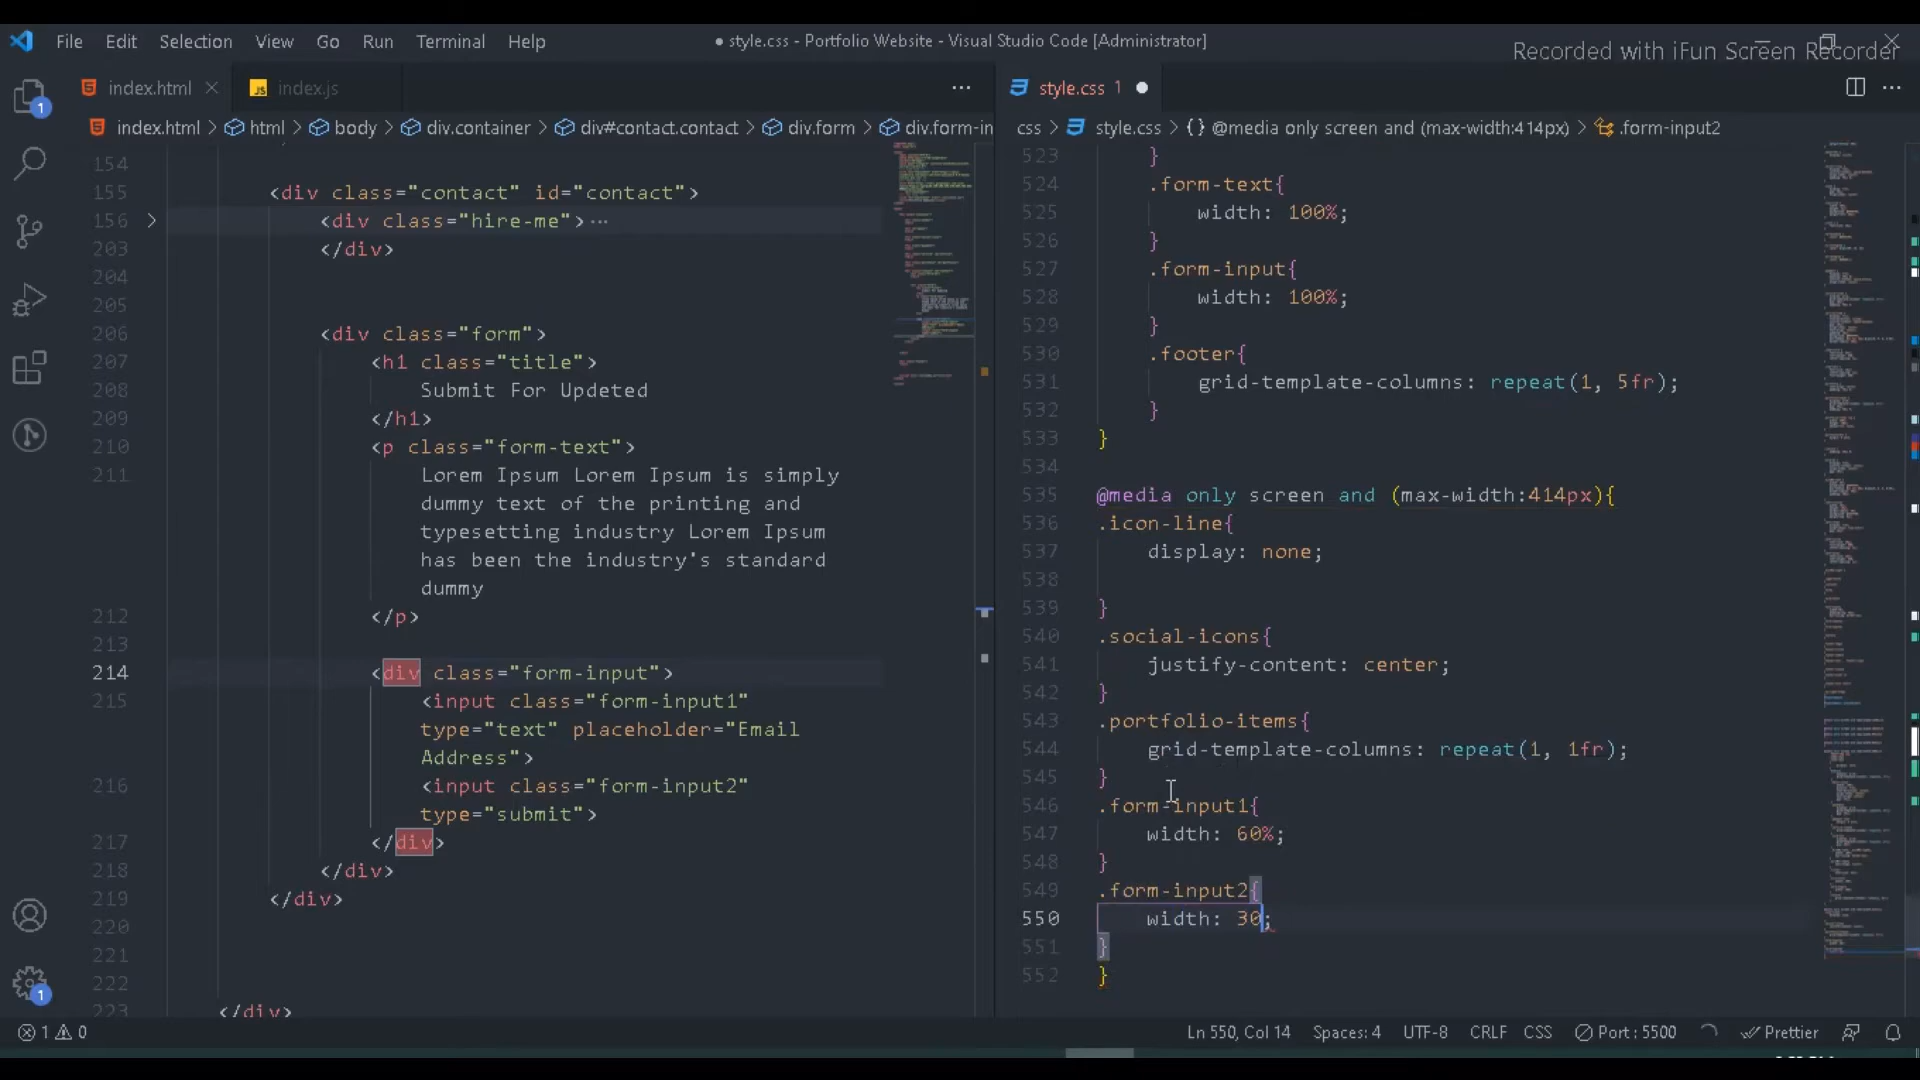 File Edit Selection View Go Run Terminal Help
● style.css - Portfolio Website - Visual Studio Code [Administrator]
Recorded with iFun Screen Recorder
index.html
JS index.js
style.css 1
index.html > html > body > div.container > div#contact.contact > div.form > div.form-in
css > style.css > {} @media only screen and (max-width:414px) > .form-input2
154
155 <div class="contact" id="contact">
156 <div class="hire-me"> ···
203 </div>
204
205
206 <div class="form">
207 <h1 class="title">
208 Submit For Updated
209 </h1>
210 <p class="form-text">
211 Lorem Ipsum Lorem Ipsum is simply
dummy text of the printing and
typesetting industry Lorem Ipsum
has been the industry's standard
dummy
212 </p>
213
214 <div class="form-input">
215 <input class="form-input1"
type="text" placeholder="Email
Address">
216 <input class="form-input2"
type="submit">
217 </div>
218 </div>
219 </div>
220
221
222
223 </div>
523 }
524 .form-text{
525 width: 100%;
526 }
527 .form-input{
528 width: 100%;
529 }
530 .footer{
531 grid-template-columns: repeat(1, 5fr);
532 }
533 }
534
535 @media only screen and (max-width:414px){
536 .icon-line{
537 display: none;
538
539 }
540 .social-icons{
541 justify-content: center;
542 }
543 .portfolio-items{
544 grid-template-columns: repeat(1, 1fr);
545 }
546 .form-input1{
547 width: 60%;
548 }
549 .form-input2{
550 width: 30;
551 }
552 }
1
1
1 0
Ln 550, Col 14 Spaces: 4 UTF-8 CRLF CSS Port : 5500 Prettier